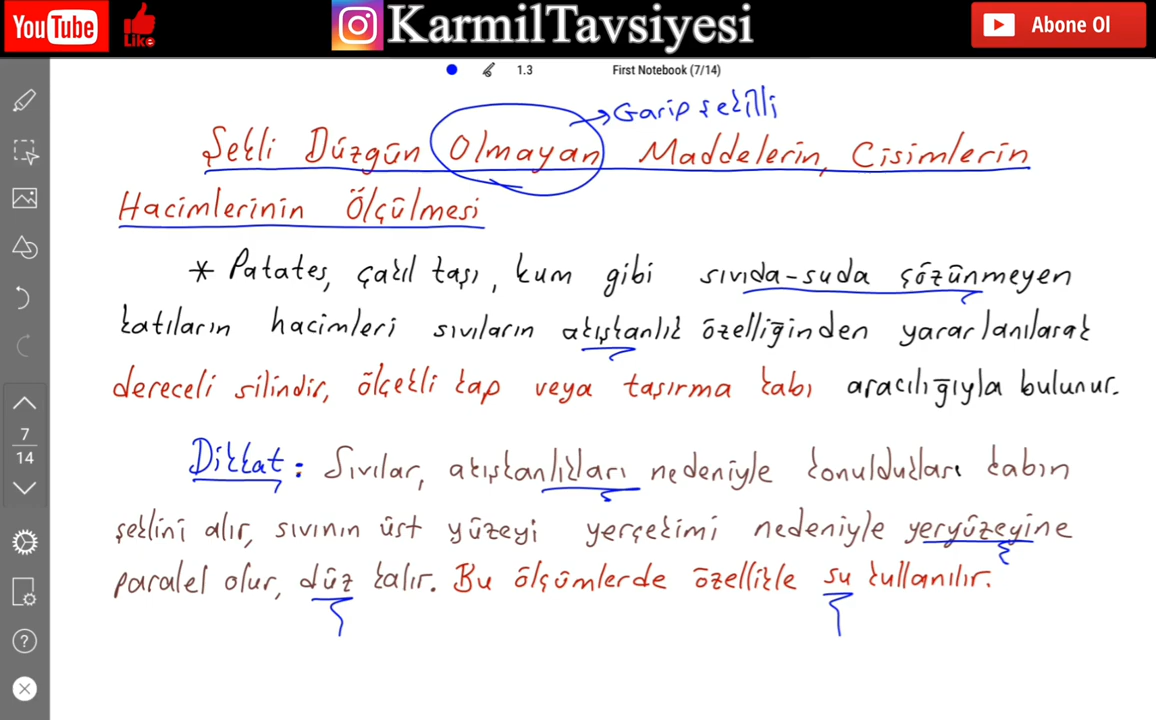 YouTube Like KarmilTavsiyesi Abone Ol
1.3 First Notebook (7/14)
→ Garip şekilli
Şekli Düzgün Olmayan Maddelerin, Cisimlerin
Hacimlerinin Ölçülmesi
* Patates, çakıl taşı, kum gibi sıvıda-suda çözünmeyen
katıların hacimleri sıvıların akışkanlık özelliğinden yararlanılarak
dereceli silindir, ölçekli kap veya taşırma kabı aracılığıyla bulunur.
7
14
Dikkat: Sıvılar, akışkanlıkları nedeniyle konuldukları kabın
şeklini alır, sıvının üst yüzeyi yerçekimi nedeniyle yeryüzeyine
paralel olur, düz kalır. Bu ölçümlerde özellikle su kullanılır.